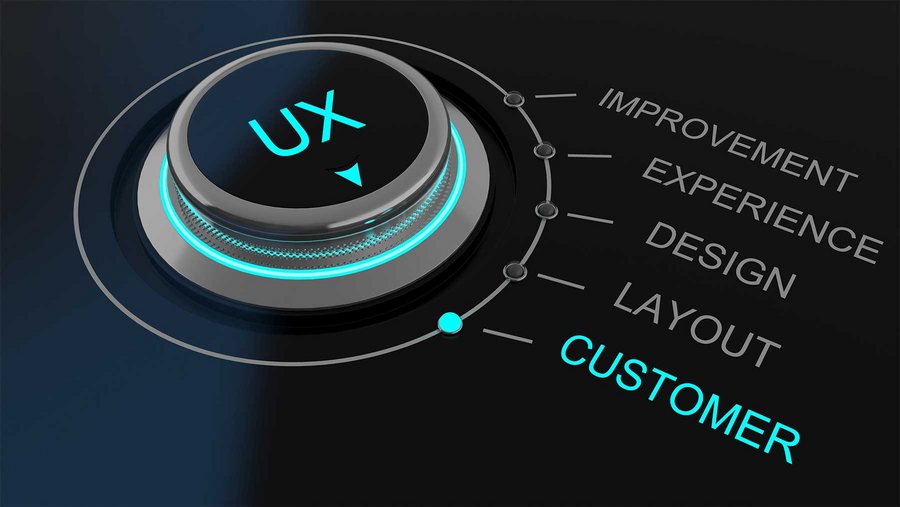 UX
IMPROVEMENT
EXPERIENCE
DESIGN
LAYOUT
CUSTOMER